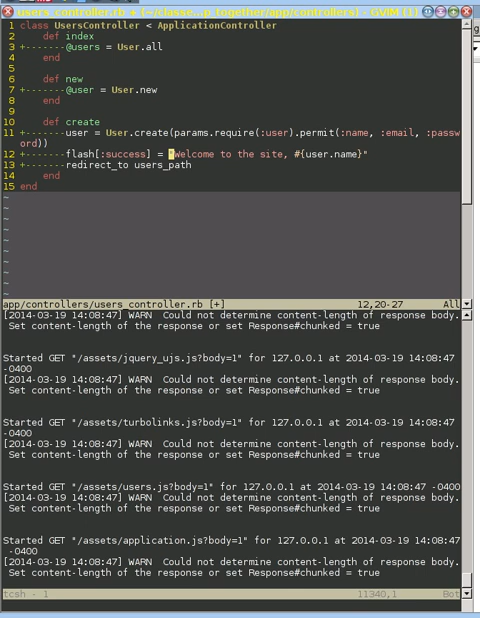 users_controller.rb + (~/classe...p_together/app/controllers) - GVIM (1)
1 class UsersController < ApplicationController
2     def index
3 +-------@users = User.all
4     end
5
6     def new
7 +-------@user = User.new
8     end
9
10     def create
11 +-------user = User.create(params.require(:user).permit(:name, :email, :passw
ord))
12 +-------flash[:success] = "Welcome to the site, #{user.name}"
13 +-------redirect_to users_path
14     end
15 end
~
~
~
~
~
~
~
~
~
~
app/controllers/users_controller.rb [+] 12,20-27 All
[2014-03-19 14:08:47] WARN  Could not determine content-length of response body.
 Set content-length of the response or set Response#chunked = true
Started GET "/assets/jquery_ujs.js?body=1" for 127.0.0.1 at 2014-03-19 14:08:47
-0400
[2014-03-19 14:08:47] WARN  Could not determine content-length of response body.
 Set content-length of the response or set Response#chunked = true
Started GET "/assets/turbolinks.js?body=1" for 127.0.0.1 at 2014-03-19 14:08:47
-0400
[2014-03-19 14:08:47] WARN  Could not determine content-length of response body.
 Set content-length of the response or set Response#chunked = true
Started GET "/assets/users.js?body=1" for 127.0.0.1 at 2014-03-19 14:08:47 -0400
[2014-03-19 14:08:47] WARN  Could not determine content-length of response body.
 Set content-length of the response or set Response#chunked = true
Started GET "/assets/application.js?body=1" for 127.0.0.1 at 2014-03-19 14:08:47
 -0400
[2014-03-19 14:08:47] WARN  Could not determine content-length of response body.
 Set content-length of the response or set Response#chunked = true
tcsh - 1 11340,1 Bot